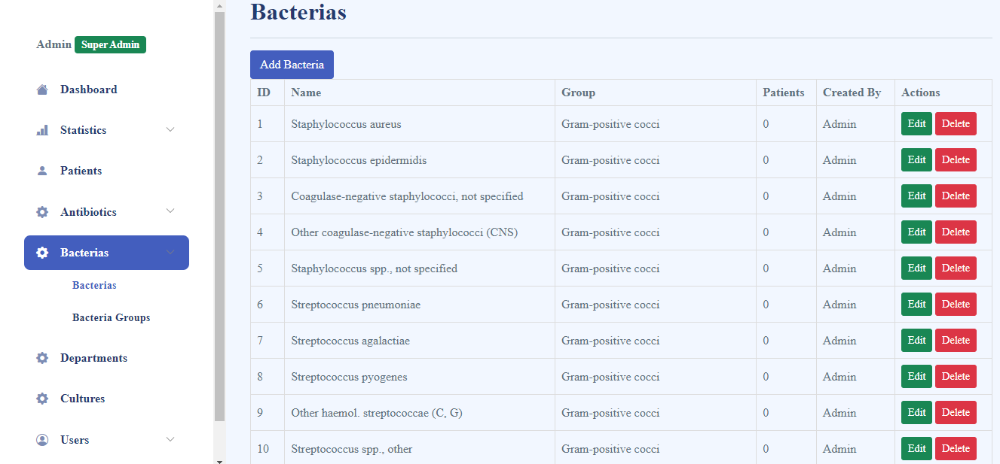 Admin Super Admin
Dashboard
Statistics
Patients
Antibiotics
Bacterias
Bacterias
Bacteria Groups
Departments
Cultures
Users
Bacterias
Add Bacteria
ID Name Group Patients Created By Actions
1 Staphylococcus aureus Gram-positive cocci 0 Admin Edit Delete
2 Staphylococcus epidermidis Gram-positive cocci 0 Admin Edit Delete
3 Coagulase-negative staphylococci, not specified Gram-positive cocci 0 Admin Edit Delete
4 Other coagulase-negative staphylococci (CNS) Gram-positive cocci 0 Admin Edit Delete
5 Staphylococcus spp., not specified Gram-positive cocci 0 Admin Edit Delete
6 Streptococcus pneumoniae Gram-positive cocci 0 Admin Edit Delete
7 Streptococcus agalactiae Gram-positive cocci 0 Admin Edit Delete
8 Streptococcus pyogenes Gram-positive cocci 0 Admin Edit Delete
9 Other haemol. streptococcae (C, G) Gram-positive cocci 0 Admin Edit Delete
10 Streptococcus spp., other Gram-positive cocci 0 Admin Edit Delete